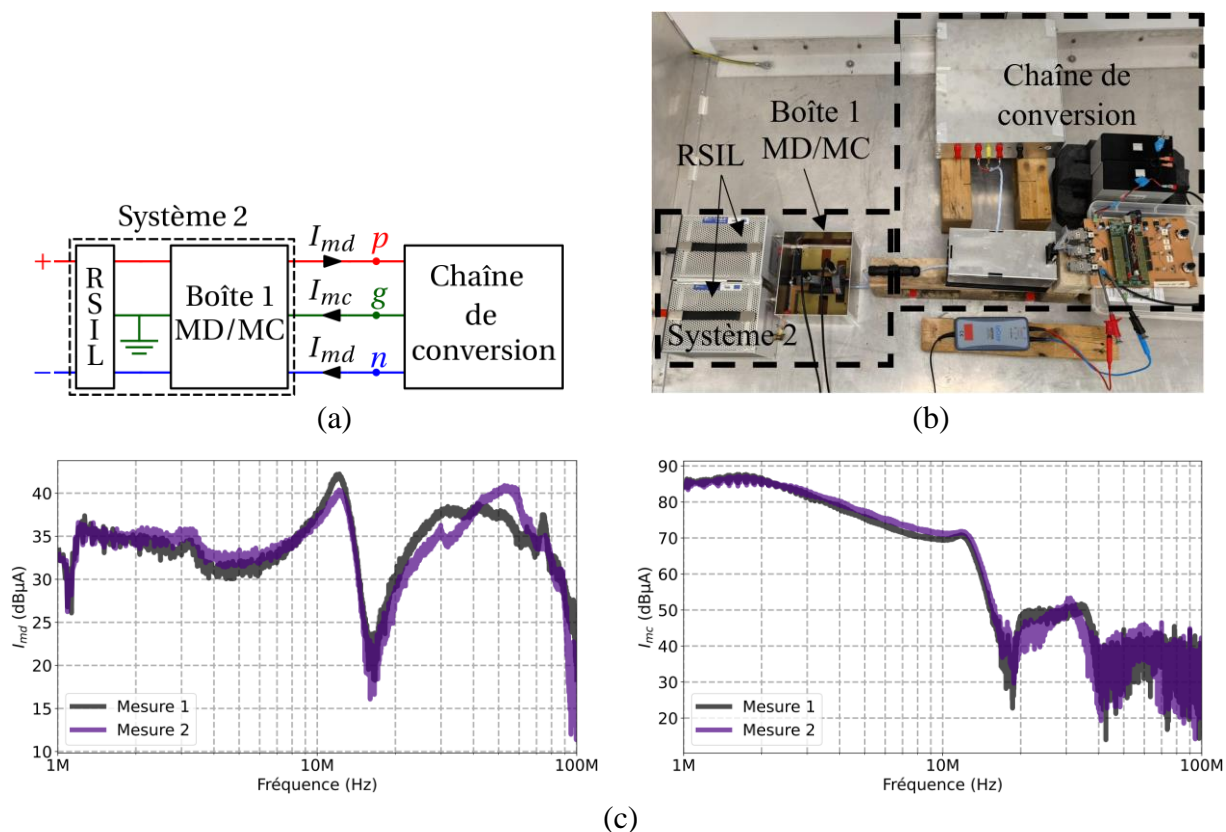 Système 2
+
RSIL
−
Boîte 1
MD/MC
I_md
I_mc
I_md
p
g
n
Chaîne
de
conversion
(a)
Chaîne de
conversion
Boîte 1
MD/MC
RSIL
Système 2
(b)
I_md (dBµA)
40
35
30
25
20
15
10
1M
10M
100M
Fréquence (Hz)
Mesure 1
Mesure 2
I_mc (dBµA)
90
80
70
60
50
40
30
20
1M
10M
100M
Fréquence (Hz)
Mesure 1
Mesure 2
(c)